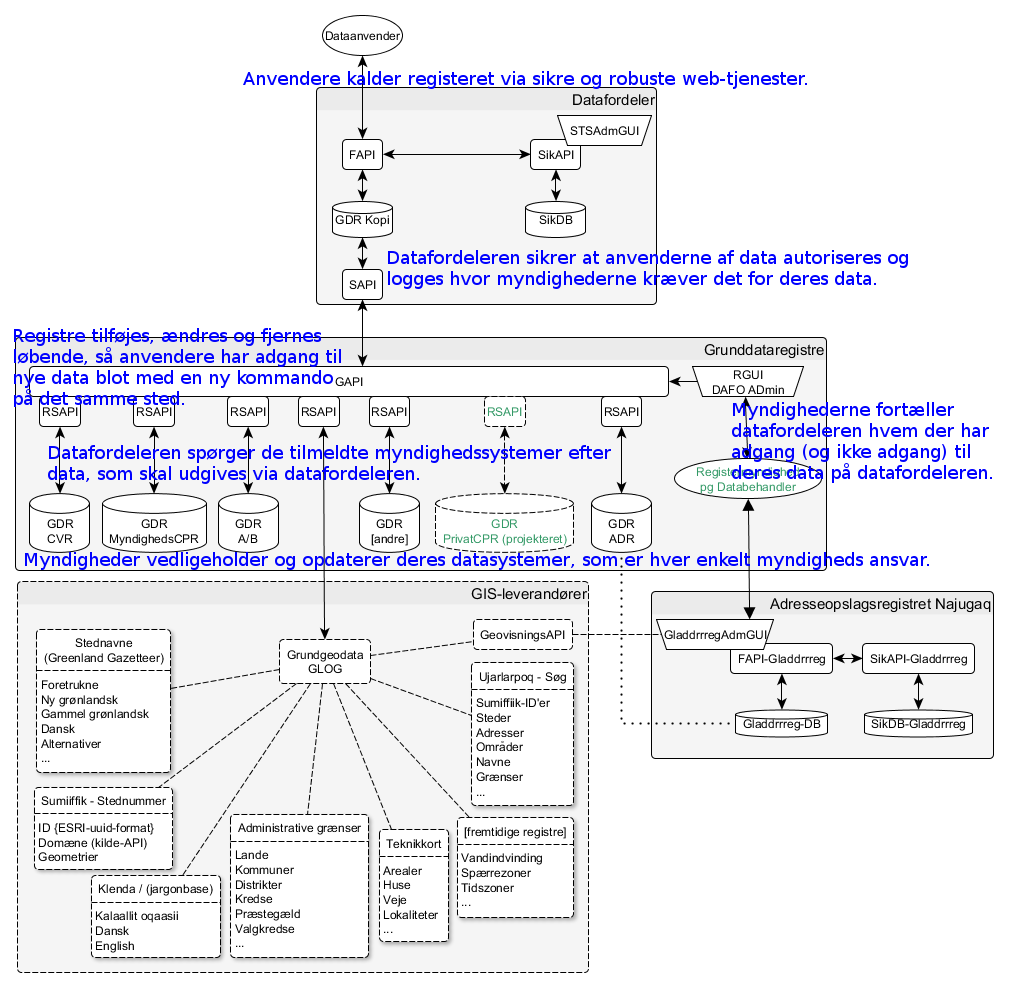 Dataanvender
Anvendere kalder registeret via sikre og robuste web-tjenester.
Datafordeler
STSAdmGUI
FAPI
SikAPI
GDR Kopi
SikDB
Datafordeleren sikrer at anvenderne af data autoriseres og
logges hvor myndighederne kræver det for deres data.
SAPI
Registre tilføjes, ændres og fjernes
løbende, så anvendere har adgang til
nye data blot med en ny kommando
på det samme sted.
Grunddataregistre
GAPI
RGUI
DAFO ADmin
RSAPI
RSAPI
RSAPI
RSAPI
RSAPI
RSAPI
RSAPI
Myndighederne fortæller
datafordeleren hvem der har
adgang (og ikke adgang) til
deres data på datafordeleren.
Datafordeleren spørger de tilmeldte myndighedssystemer efter
data, som skal udgives via datafordeleren.
pg Databehandler
GDR
CVR
GDR
MyndighedsCPR
GDR
A/B
GDR
[andre]
GDR
PrivatCPR (projekteret)
GDR
ADR
Myndigheder vedligeholder og opdaterer deres datasystemer, som er hver enkelt myndigheds ansvar.
GIS-leverandører
Adresseopslagsregistret Najugaq
Stednavne
(Greenland Gazetteer)
Foretrukne
Ny grønlandsk
Gammel grønlandsk
Dansk
Alternativer
...
Grundgeodata
GLOG
GeovisningsAPI
GladdrrregAdmGUI
FAPI-Gladdrrreg
SikAPI-Gladdrrreg
Gladdrrreg-DB
SikDB-Gladdrrreg
Ujarlarpoq - Søg
Sumiffiik-ID'er
Steder
Adresser
Områder
Navne
Grænser
...
Sumiiffik - Stednummer
ID {ESRI-uuid-format}
Domæne (kilde-API)
Geometrier
Klenda / (jargonbase)
Kalaallit oqaasii
Dansk
English
Administrative grænser
Lande
Kommuner
Distrikter
Kredse
Præstegæld
Valgkredse
...
Teknikkort
Arealer
Huse
Veje
Lokaliteter
...
[fremtidige registre]
Vandindvinding
Spærrezoner
Tidszoner
...